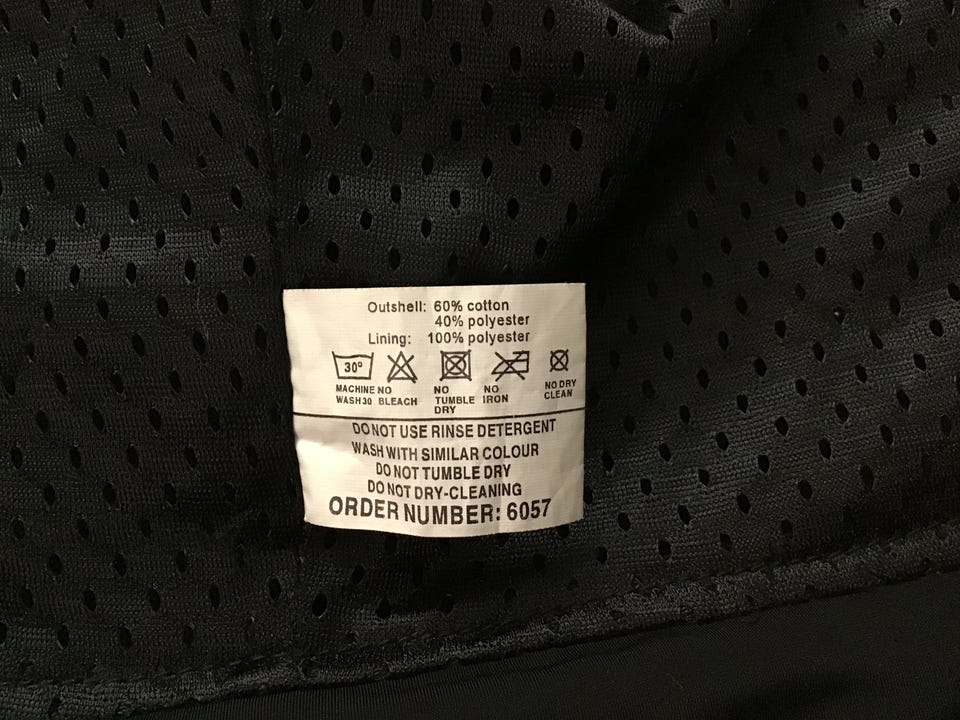 Outshell: 60% cotton
40% polyester
Lining: 100% polyester
30°
MACHINE WASH30
NO BLEACH
NO TUMBLE DRY
NO IRON
NO DRY CLEAN
DO NOT USE RINSE DETERGENT
WASH WITH SIMILAR COLOUR
DO NOT TUMBLE DRY
DO NOT DRY-CLEANING
ORDER NUMBER: 6057